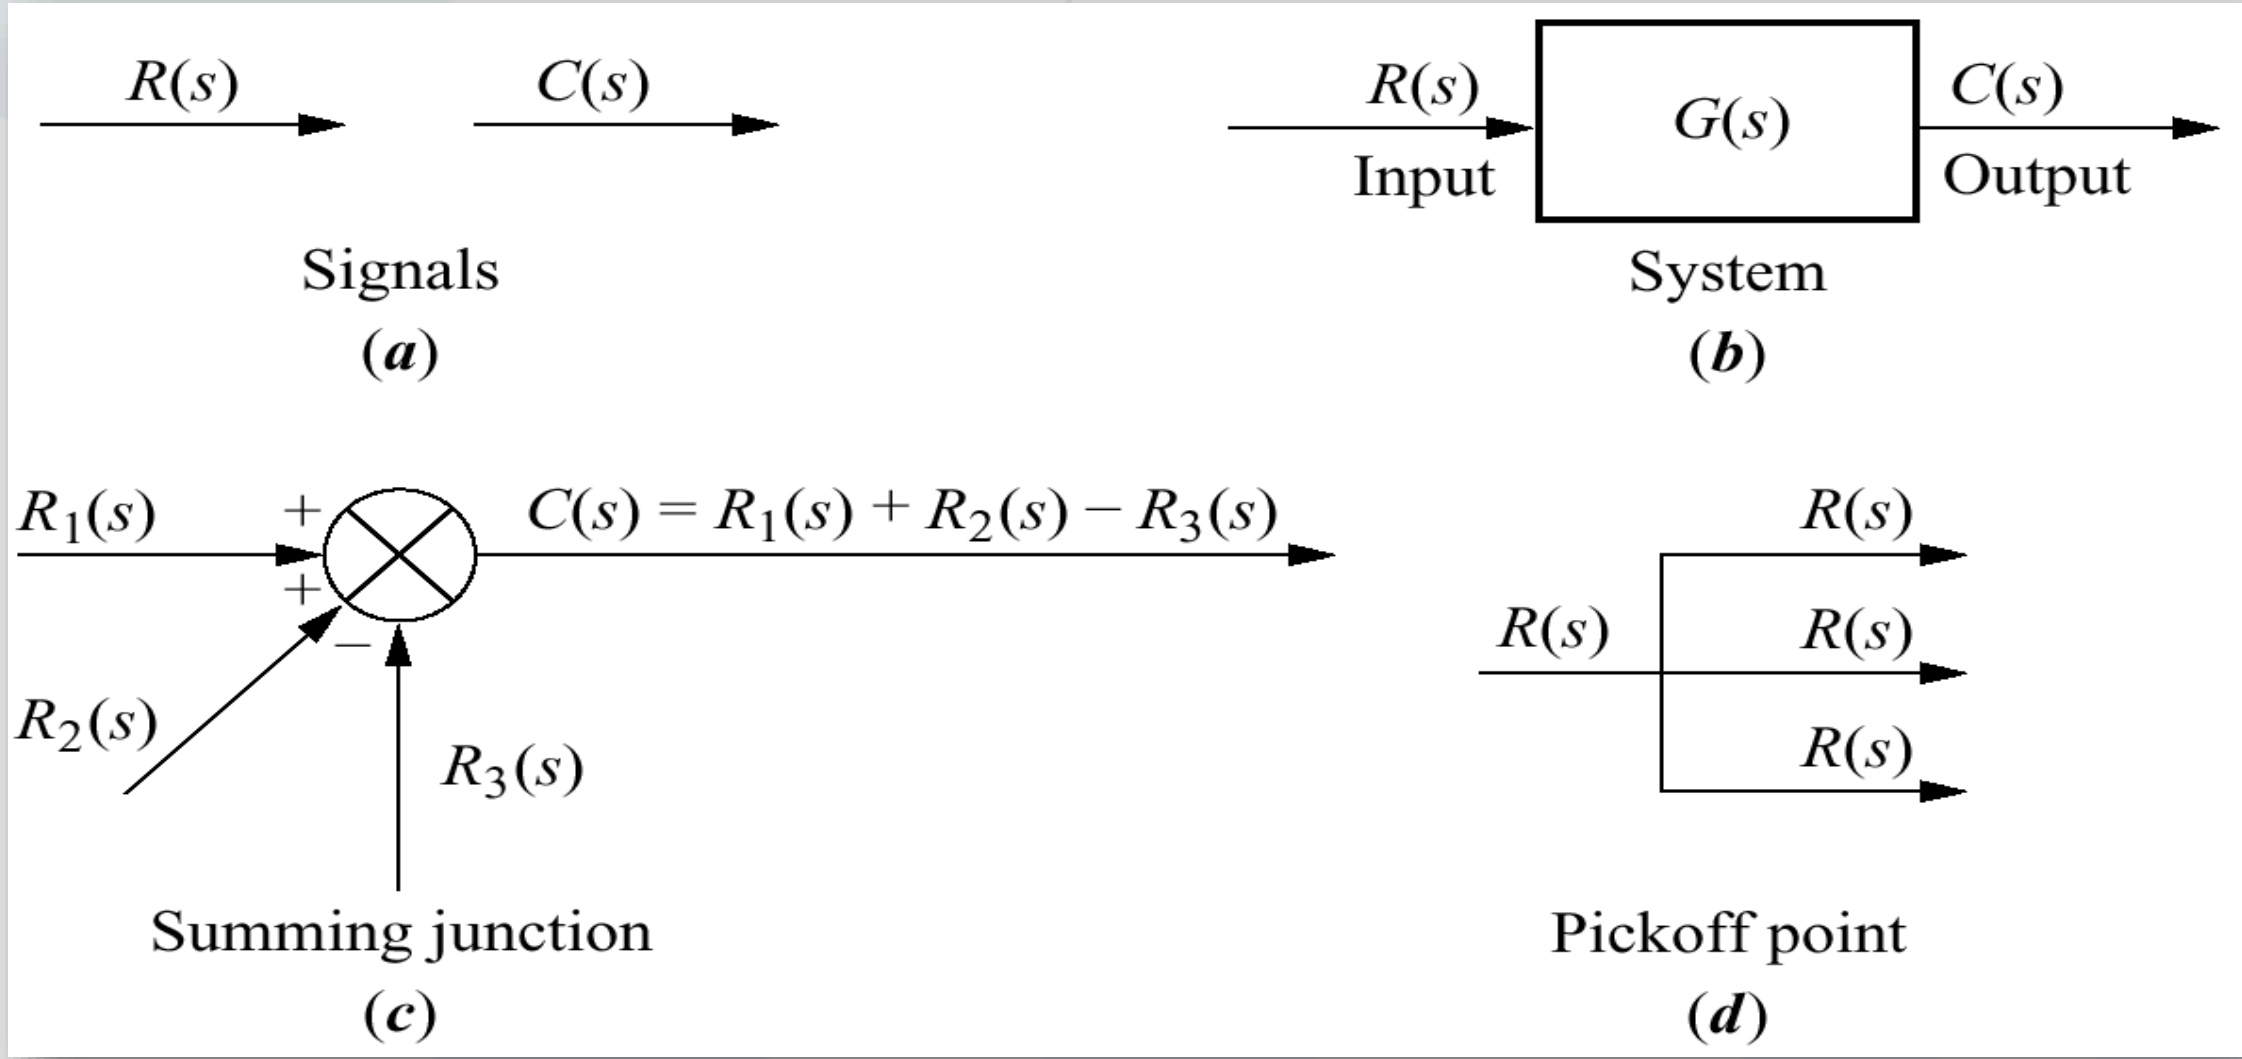 R(s)
C(s)
Signals
(a)
R(s)
Input
G(s)
C(s)
Output
System
(b)
R₁(s)
+
+
−
R₂(s)
R₃(s)
C(s) = R₁(s) + R₂(s) − R₃(s)
Summing junction
(c)
R(s)
R(s)
R(s)
R(s)
Pickoff point
(d)